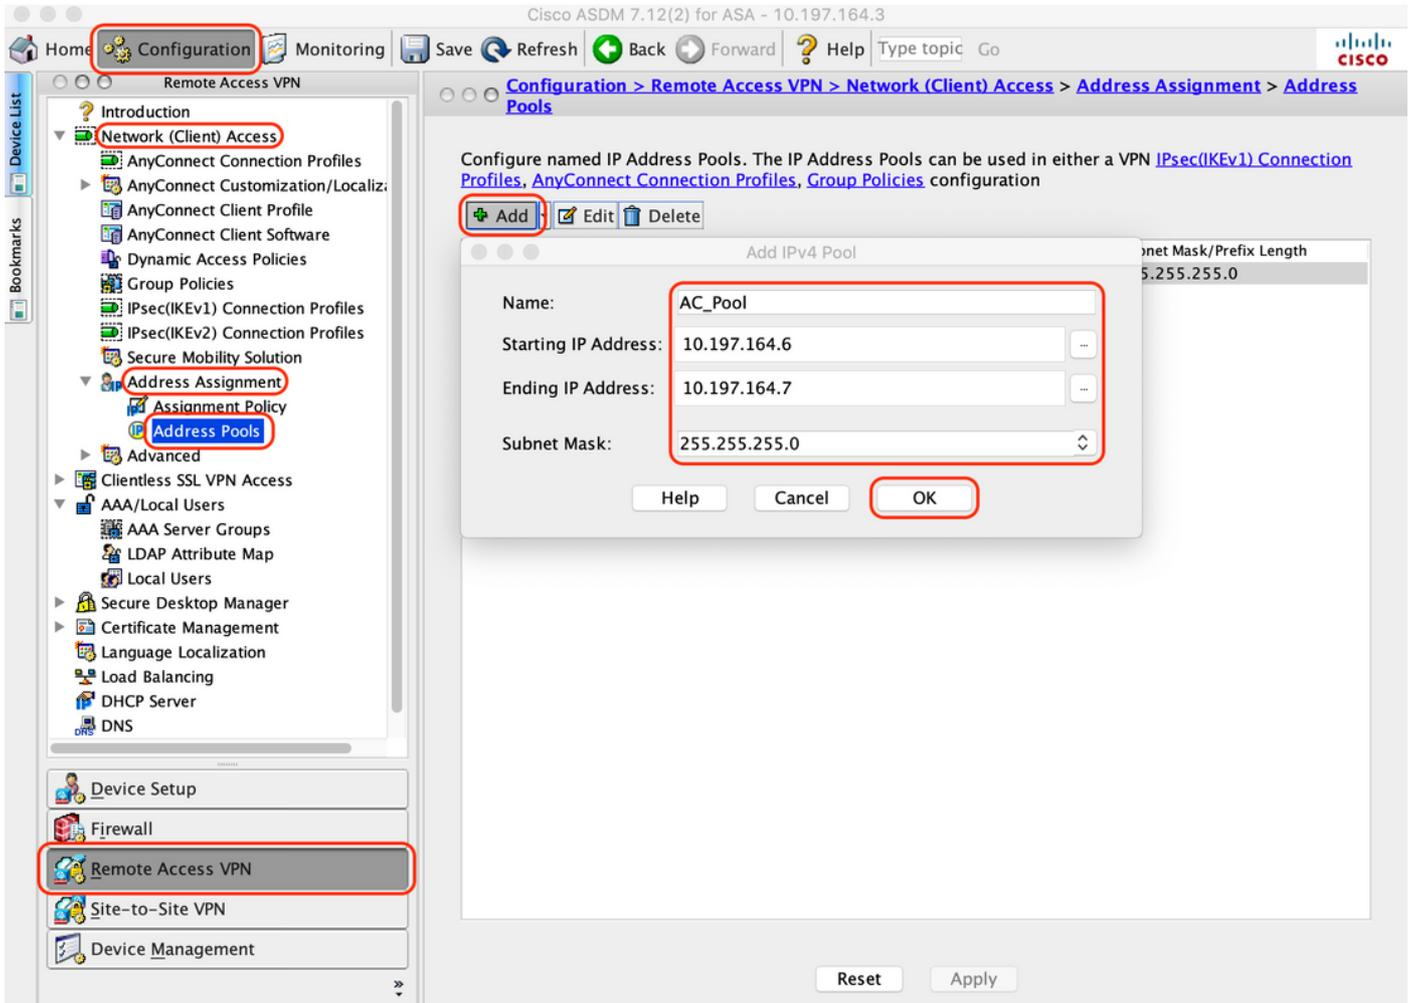 Cisco ASDM 7.12(2) for ASA - 10.197.164.3
Home Configuration Monitoring Save Refresh Back Forward Help Type topic Go
CISCO
Device List
Bookmarks
Remote Access VPN
Introduction
Network (Client) Access
AnyConnect Connection Profiles
AnyConnect Customization/Localiz
AnyConnect Client Profile
AnyConnect Client Software
Dynamic Access Policies
Group Policies
IPsec(IKEv1) Connection Profiles
IPsec(IKEv2) Connection Profiles
Secure Mobility Solution
Address Assignment
Assignment Policy
Address Pools
Advanced
Clientless SSL VPN Access
AAA/Local Users
AAA Server Groups
LDAP Attribute Map
Local Users
Secure Desktop Manager
Certificate Management
Language Localization
Load Balancing
DHCP Server
DNS
Device Setup
Firewall
Remote Access VPN
Site-to-Site VPN
Device Management
Configuration > Remote Access VPN > Network (Client) Access > Address Assignment > Address
Pools
Configure named IP Address Pools. The IP Address Pools can be used in either a VPN IPsec(IKEv1) Connection
Profiles, AnyConnect Connection Profiles, Group Policies configuration
Add Edit Delete
bnet Mask/Prefix Length
5.255.255.0
Add IPv4 Pool
Name: AC_Pool
Starting IP Address: 10.197.164.6 ...
Ending IP Address: 10.197.164.7 ...
Subnet Mask: 255.255.255.0
Help Cancel OK
Reset Apply